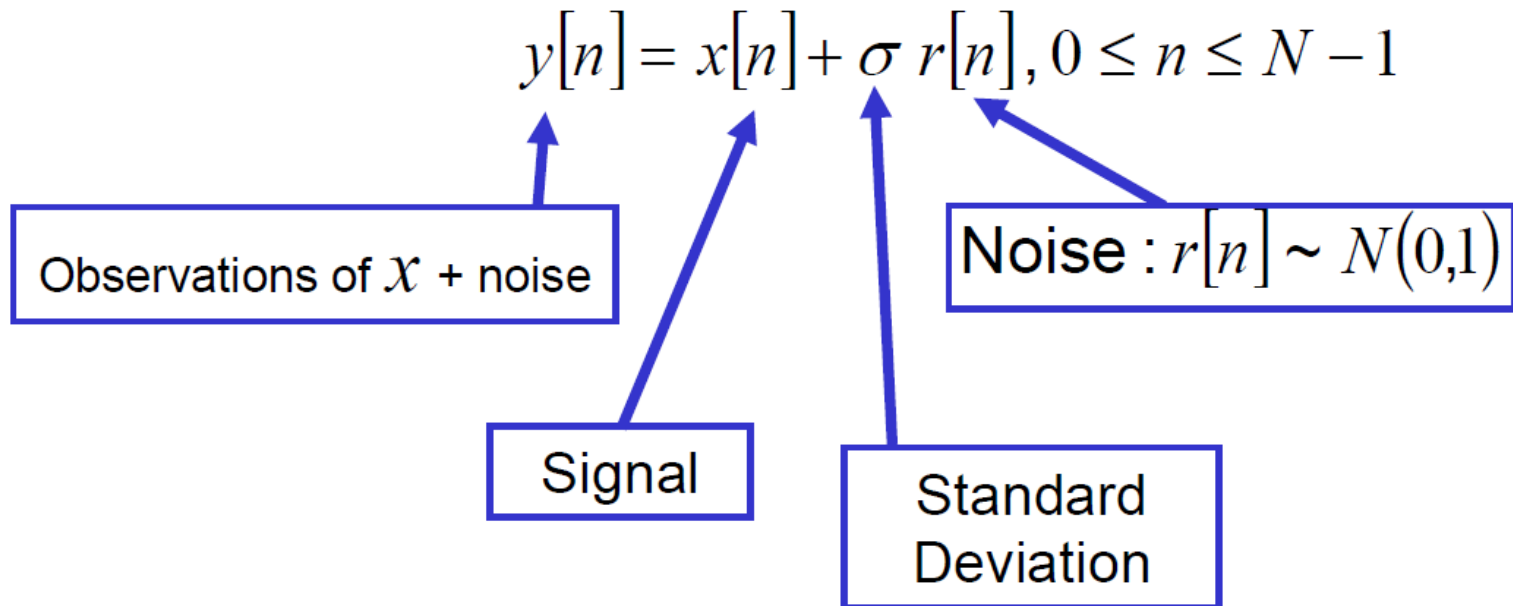 y[n] = x[n] + σ r[n], 0 ≤ n ≤ N − 1
Observations of x + noise
Noise : r[n] ~ N(0,1)
Signal
Standard
Deviation